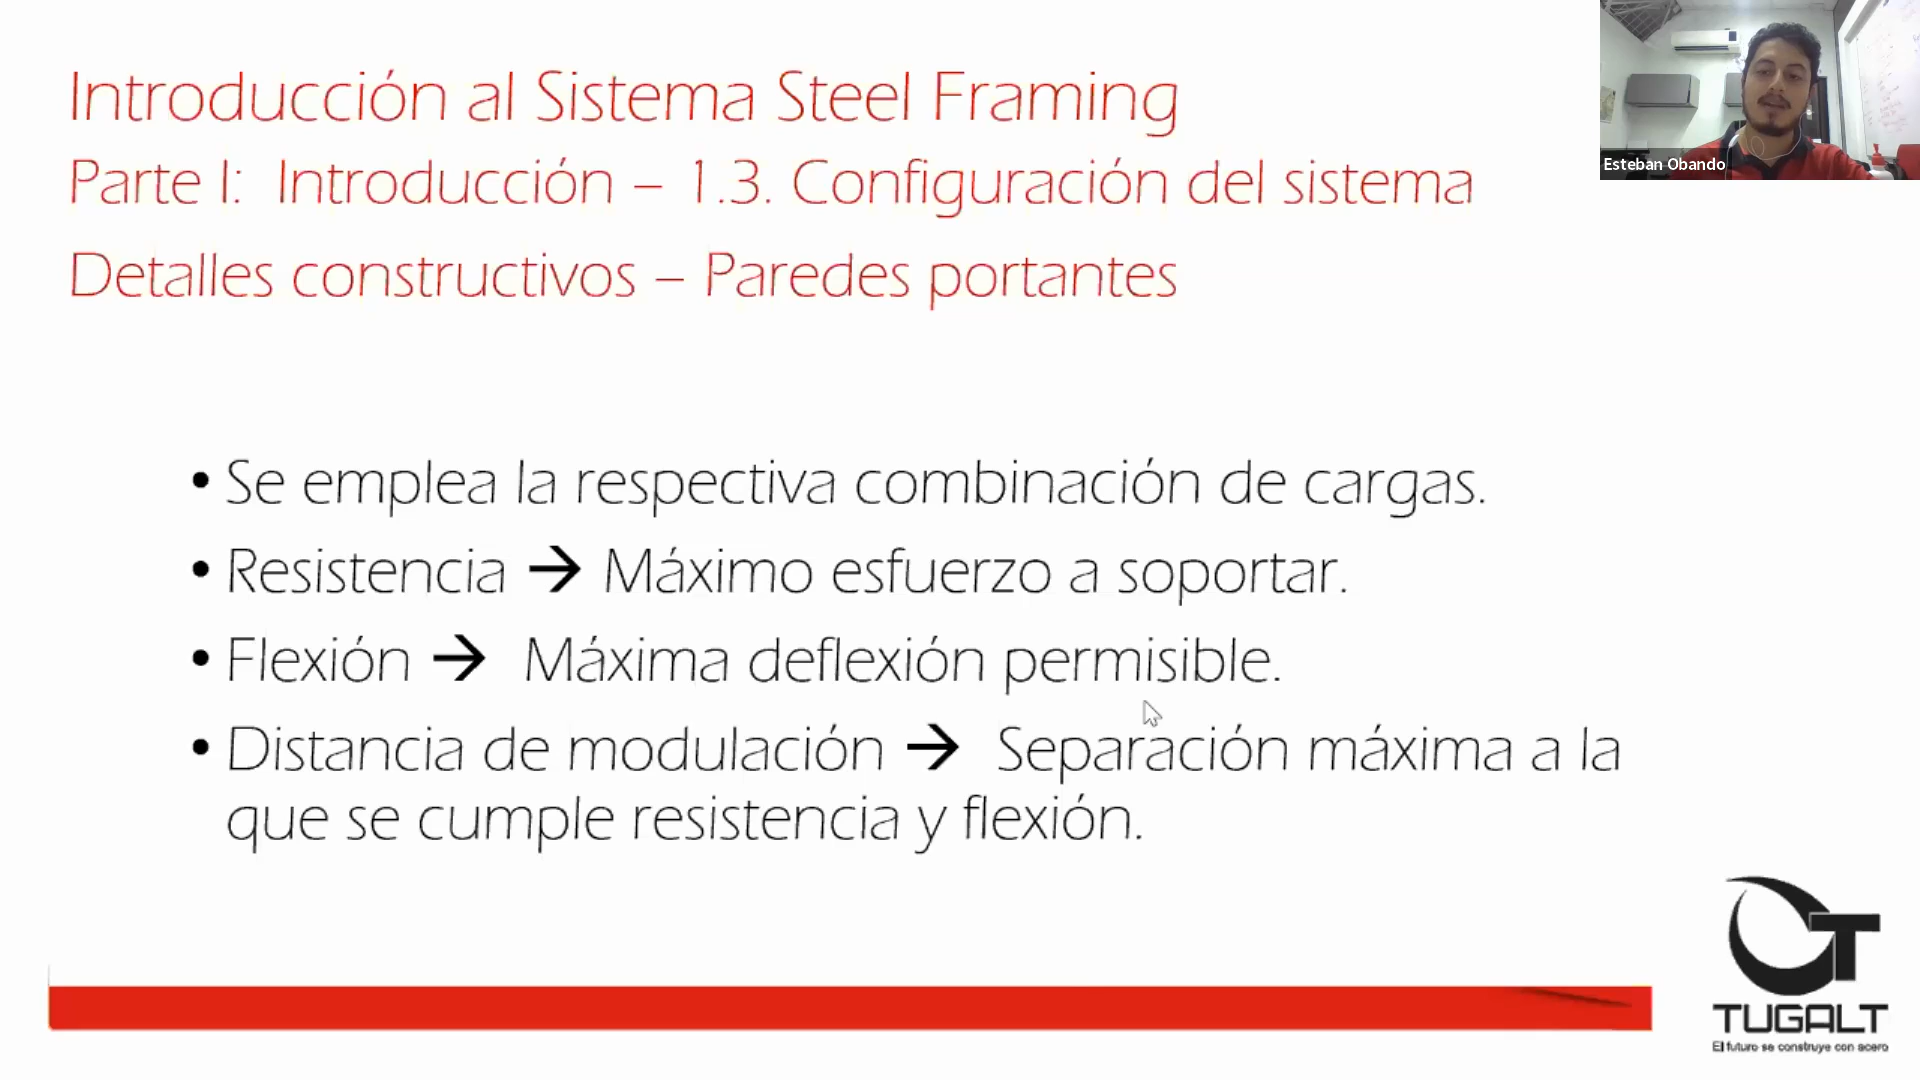 Introducción al Sistema Steel Framing
Parte I: Introducción – 1.3. Configuración del sistema
Detalles constructivos – Paredes portantes
Esteban Obando
• Se emplea la respectiva combinación de cargas.
• Resistencia → Máximo esfuerzo a soportar.
• Flexión → Máxima deflexión permisible.
• Distancia de modulación → Separación máxima a la
que se cumple resistencia y flexión.
TUGALT
El futuro se construye con acero